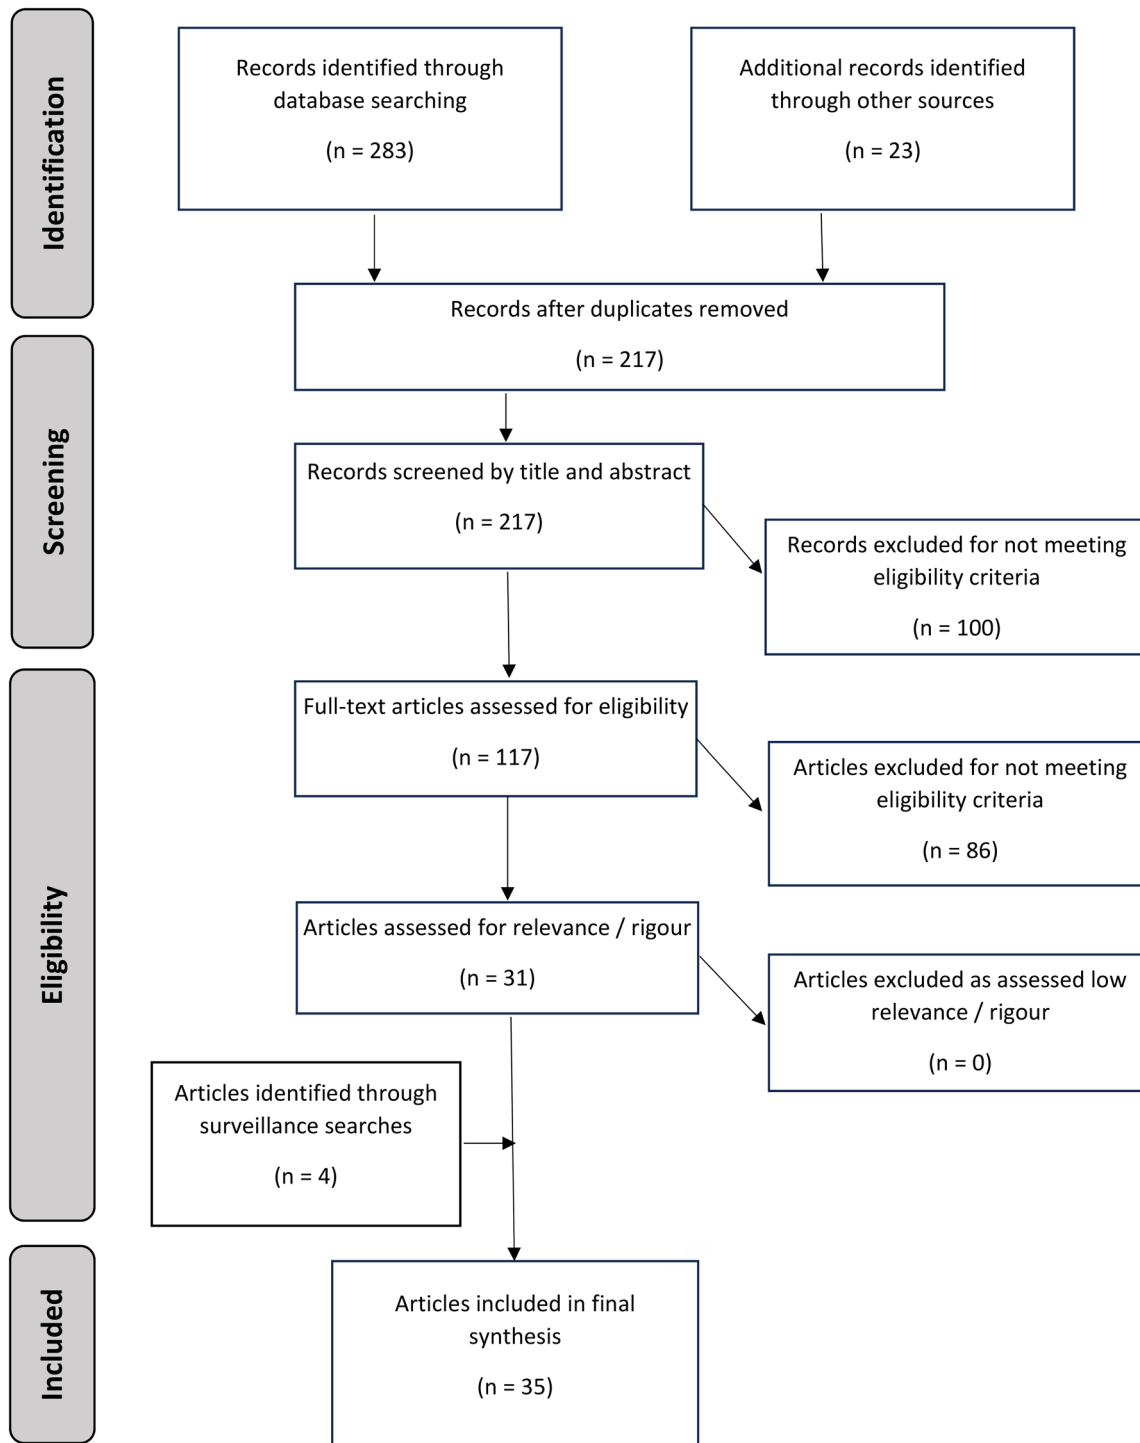 Identification
Records identified through
database searching
(n = 283)
Additional records identified
through other sources
(n = 23)
Records after duplicates removed
(n = 217)
Screening
Records screened by title and abstract
(n = 217)
Records excluded for not meeting
eligibility criteria
(n = 100)
Eligibility
Full-text articles assessed for eligibility
(n = 117)
Articles excluded for not meeting
eligibility criteria
(n = 86)
Articles assessed for relevance / rigour
(n = 31)
Articles excluded as assessed low
relevance / rigour
(n = 0)
Articles identified through
surveillance searches
(n = 4)
Included
Articles included in final
synthesis
(n = 35)